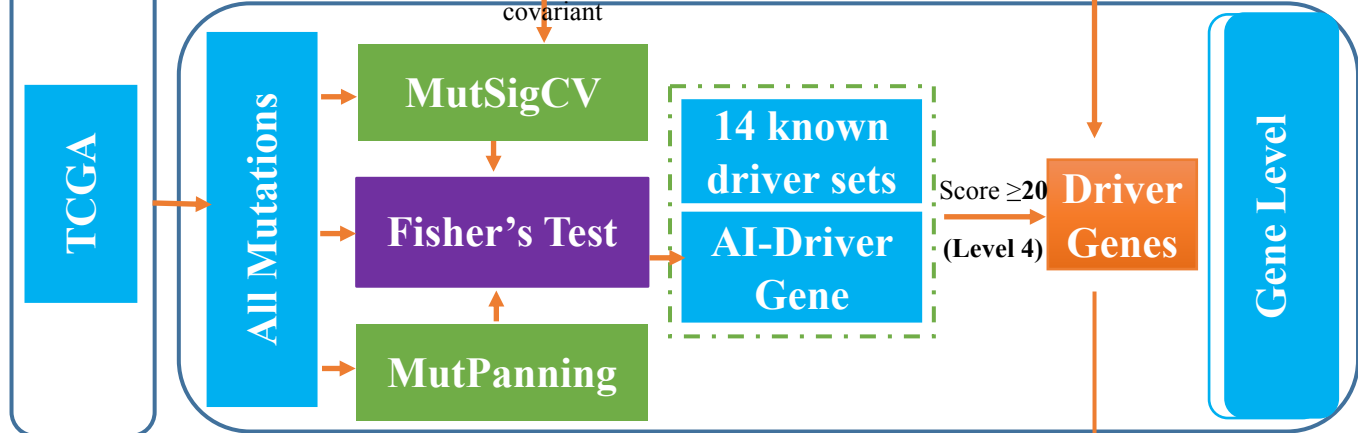 covariant
TCGA
All Mutations
MutSigCV
Fisher’s Test
MutPanning
14 known
driver sets
AI-Driver
Gene
Score ≥20
(Level 4)
Driver
Genes
Gene Level